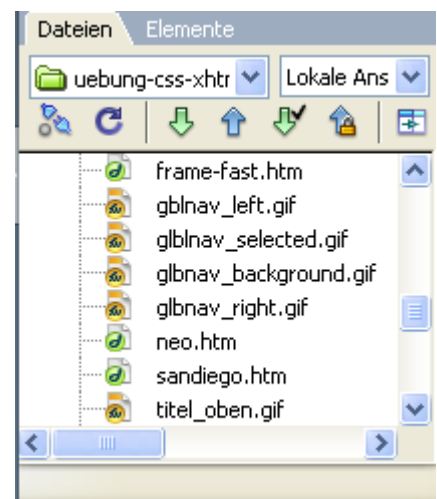 Dateien Elemente
uebung-css-xhtr Lokale Ans
frame-fast.htm
gblnav_left.gif
glblnav_selected.gif
glbnav_background.gif
glbnav_right.gif
neo.htm
sandiego.htm
titel_oben.gif